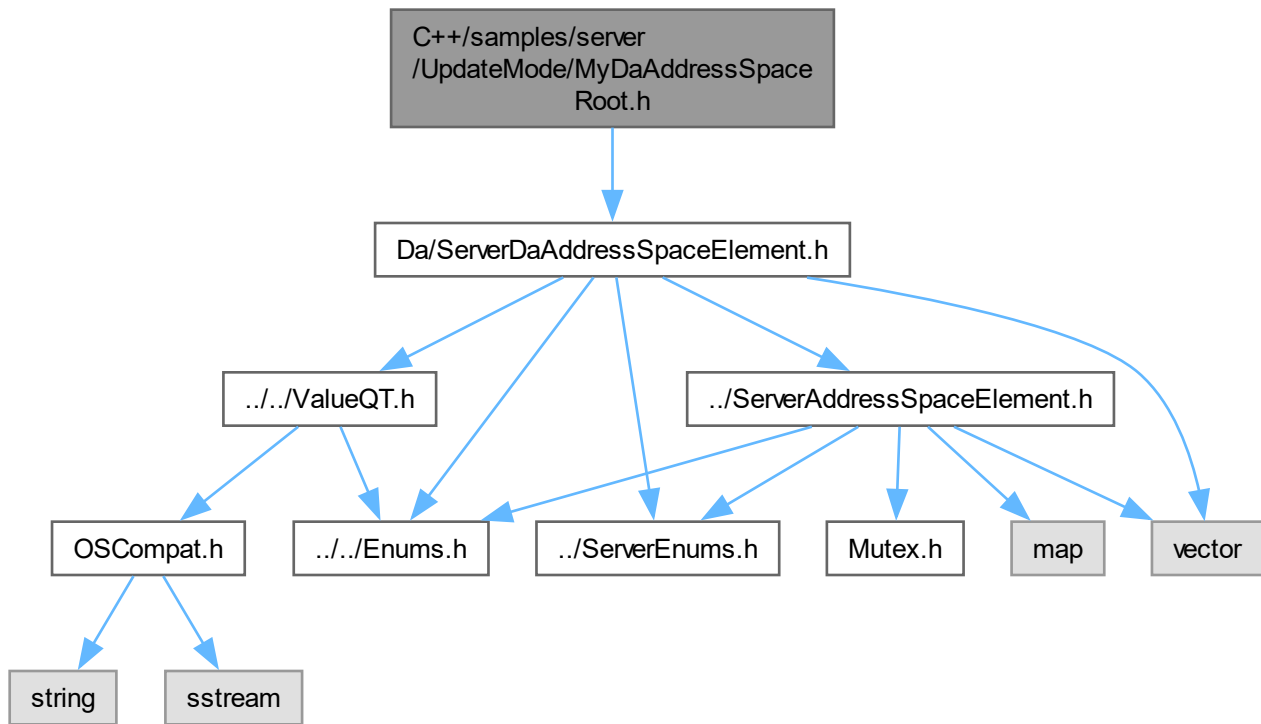 C++/samples/server
/UpdateMode/MyDaAddressSpace
Root.h
Da/ServerDaAddressSpaceElement.h
../../ValueQT.h
../ServerAddressSpaceElement.h
OSCompat.h
../../Enums.h
../ServerEnums.h
Mutex.h
map
vector
string
sstream